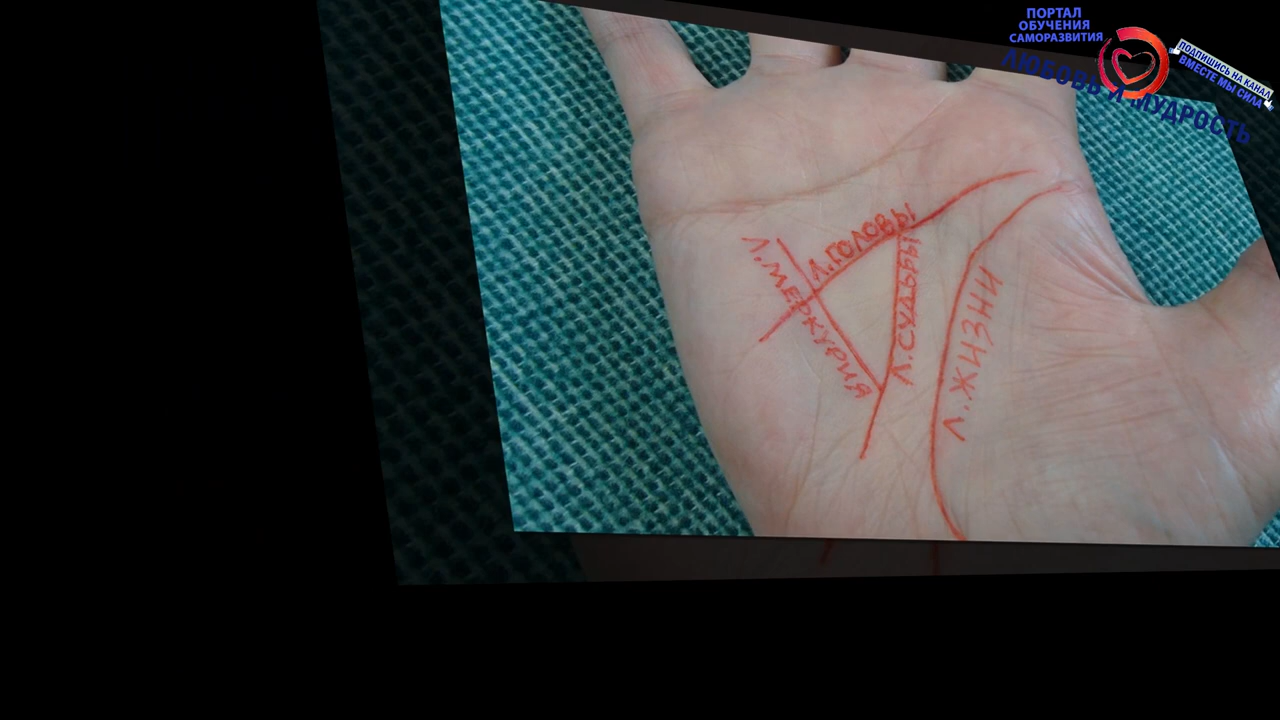 ПОРТАЛ
ОБУЧЕНИЯ
САМОРАЗВИТИЯ
ЛЮБОВЬ И МУДРОСТЬ
ПОДПИШИСЬ НА КАНАЛ
ВМЕСТЕ МЫ СИЛА
Л.МЕРКУРИЯ
Л.ГОЛОВЫ
Л.СУДЬБЫ
Л.ЖИЗНИ